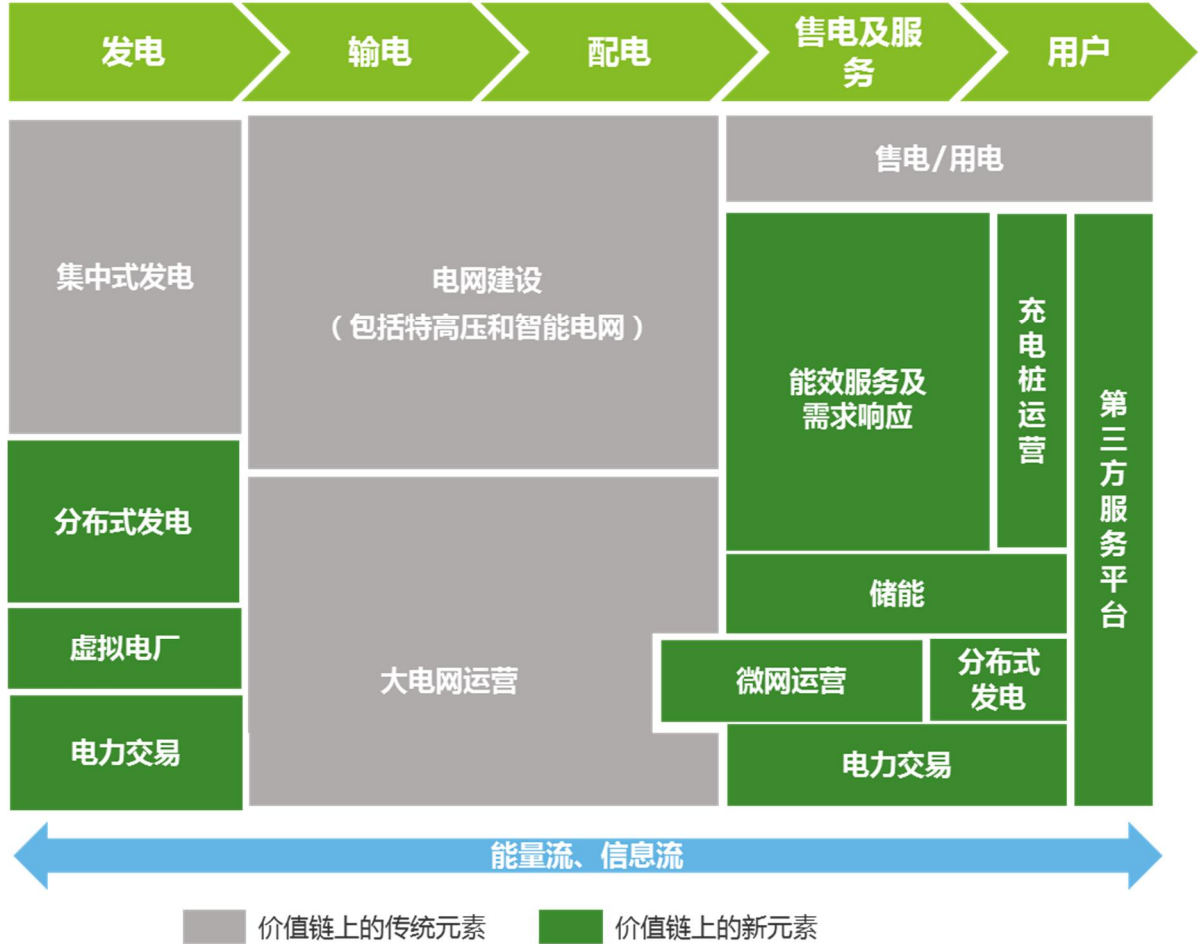 发电
输电
配电
售电及服
务
用户
集中式发电
分布式发电
虚拟电厂
电力交易
电网建设
（包括特高压和智能电网）
大电网运营
售电/用电
能效服务及
需求响应
充电桩运营
第三方服务平台
储能
微网运营
分布式
发电
电力交易
能量流、信息流
价值链上的传统元素
价值链上的新元素